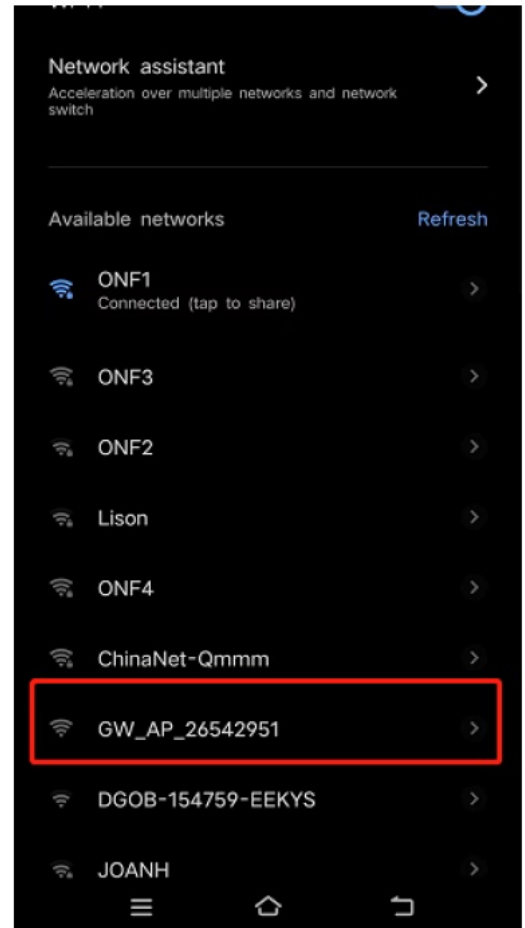 Network assistant
Acceleration over multiple networks and network
switch
Available networks
Refresh
ONF1
Connected (tap to share)
ONF3
ONF2
Lison
ONF4
ChinaNet-Qmmm
GW_AP_26542951
DGOB-154759-EEKYS
JOANH